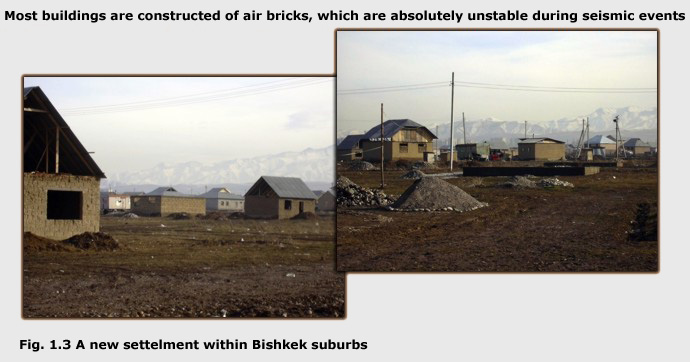 Most buildings are constructed of air bricks, which are absolutely unstable during seismic events
Fig. 1.3 A new settelment within Bishkek suburbs